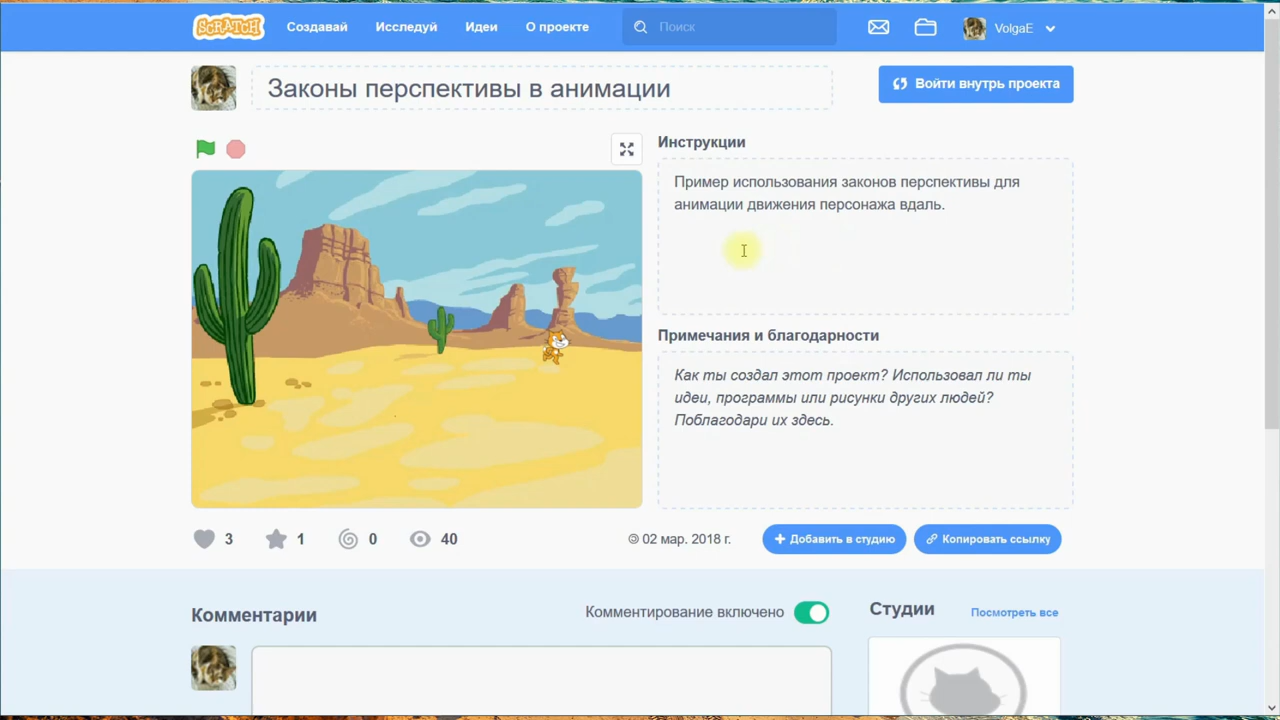 SCRATCH Создавай Исследуй Идеи О проекте Поиск VolgaE
Законы перспективы в анимации
Войти внутрь проекта
Инструкции
Пример использования законов перспективы для
анимации движения персонажа вдаль.
Примечания и благодарности
Как ты создал этот проект? Использовал ли ты
идеи, программы или рисунки других людей?
Поблагодари их здесь.
3 1 0 40 © 02 мар. 2018 г. Добавить в студию Копировать ссылку
Комментарии
Комментирование включено
Студии Посмотреть все